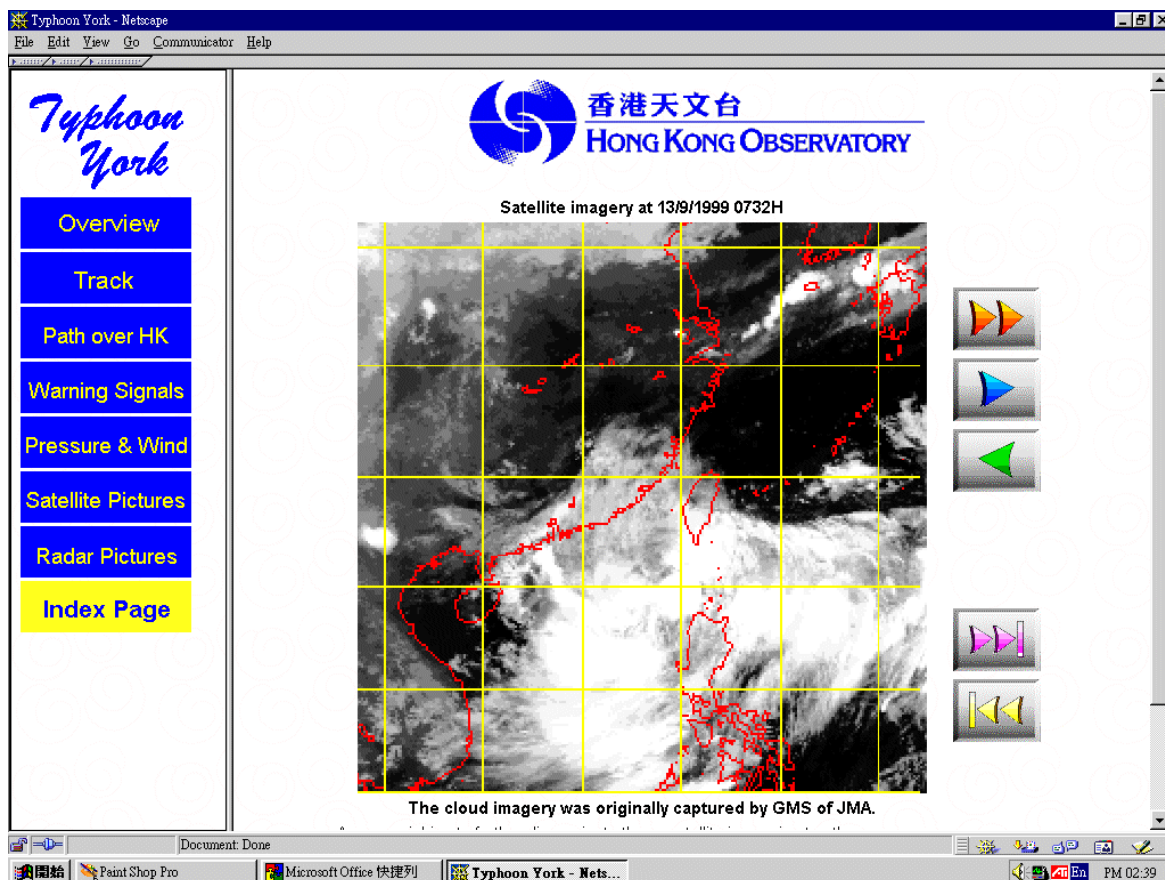 Typhoon York - Netscape
File Edit View Go Communicator Help
Typhoon
York
Overview
Track
Path over HK
Warning Signals
Pressure & Wind
Satellite Pictures
Radar Pictures
Index Page
香港天文台
HONG KONG OBSERVATORY
Satellite imagery at 13/9/1999 0732H
The cloud imagery was originally captured by GMS of JMA.
Document: Done
開始 Paint Shop Pro Microsoft Office 快捷列 Typhoon York - Nets... En PM 02:39